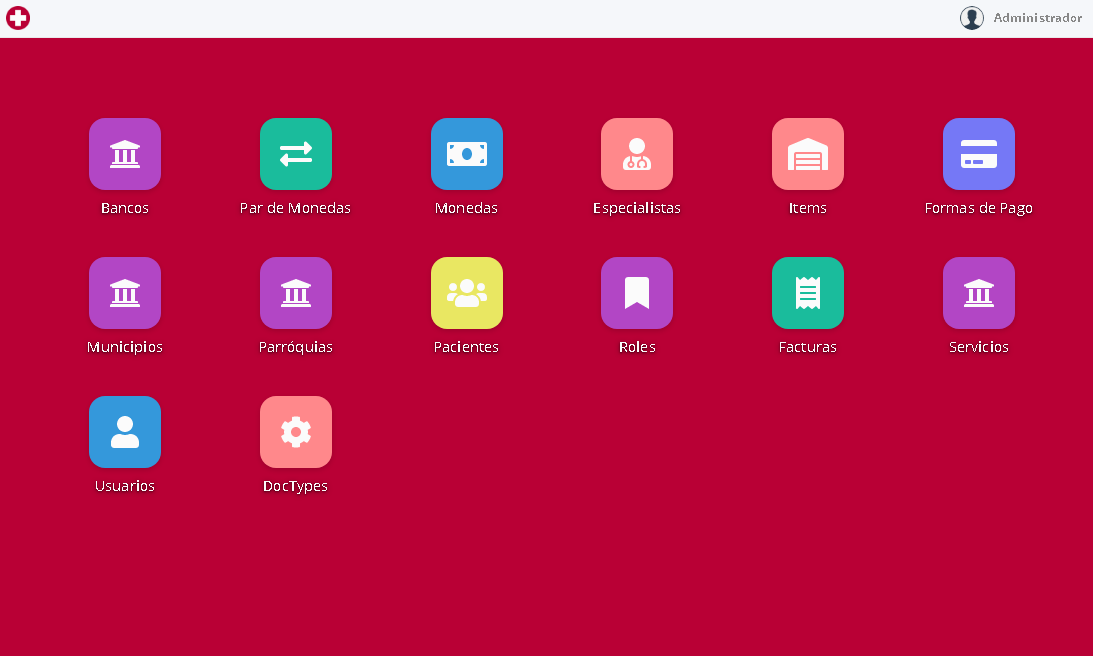 Administrador
Bancos
Par de Monedas
Monedas
Especialistas
Items
Formas de Pago
Municipios
Parróquias
Pacientes
Roles
Facturas
Servicios
Usuarios
DocTypes